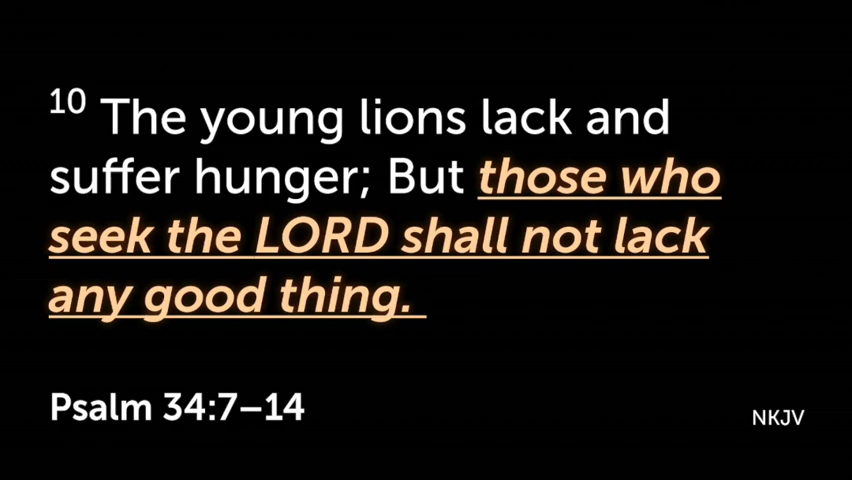 10 The young lions lack and
suffer hunger; But those who
seek the LORD shall not lack
any good thing.
Psalm 34:7–14
NKJV